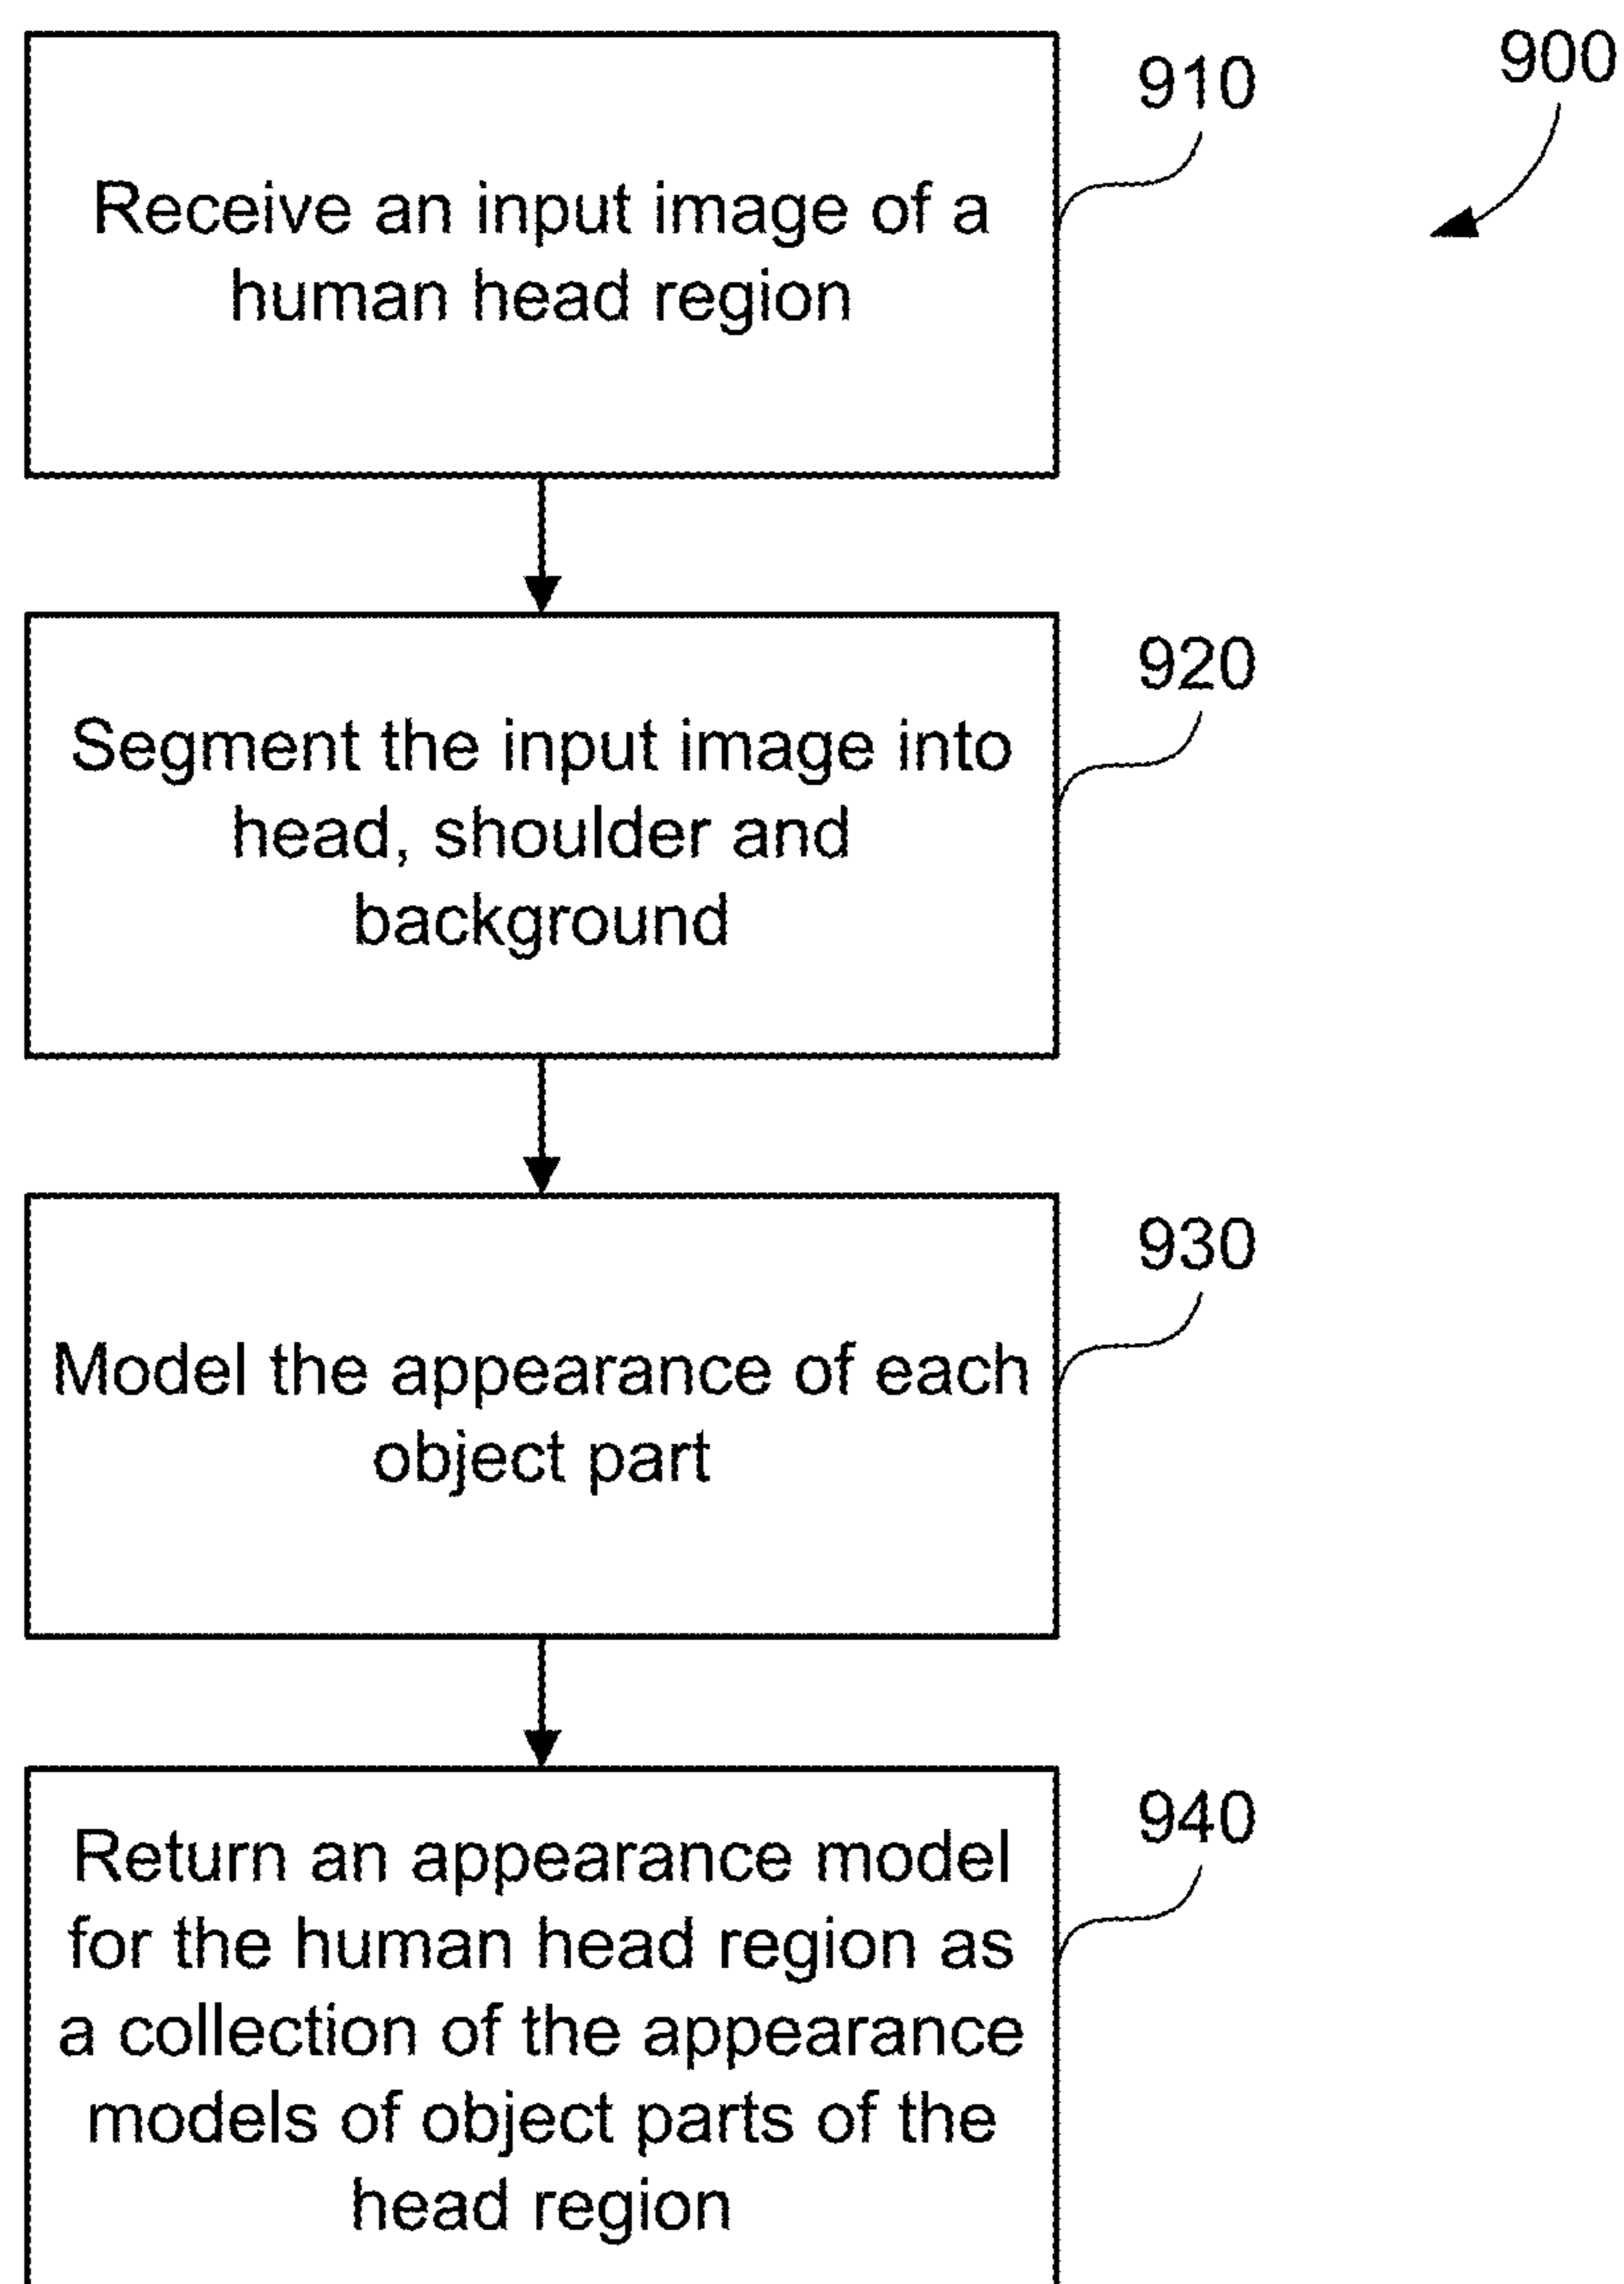 900
910
Receive an input image of a
human head region
920
Segment the input image into
head, shoulder and
background
930
Model the appearance of each
object part
940
Return an appearance model
for the human head region as
a collection of the appearance
models of object parts of the
head region